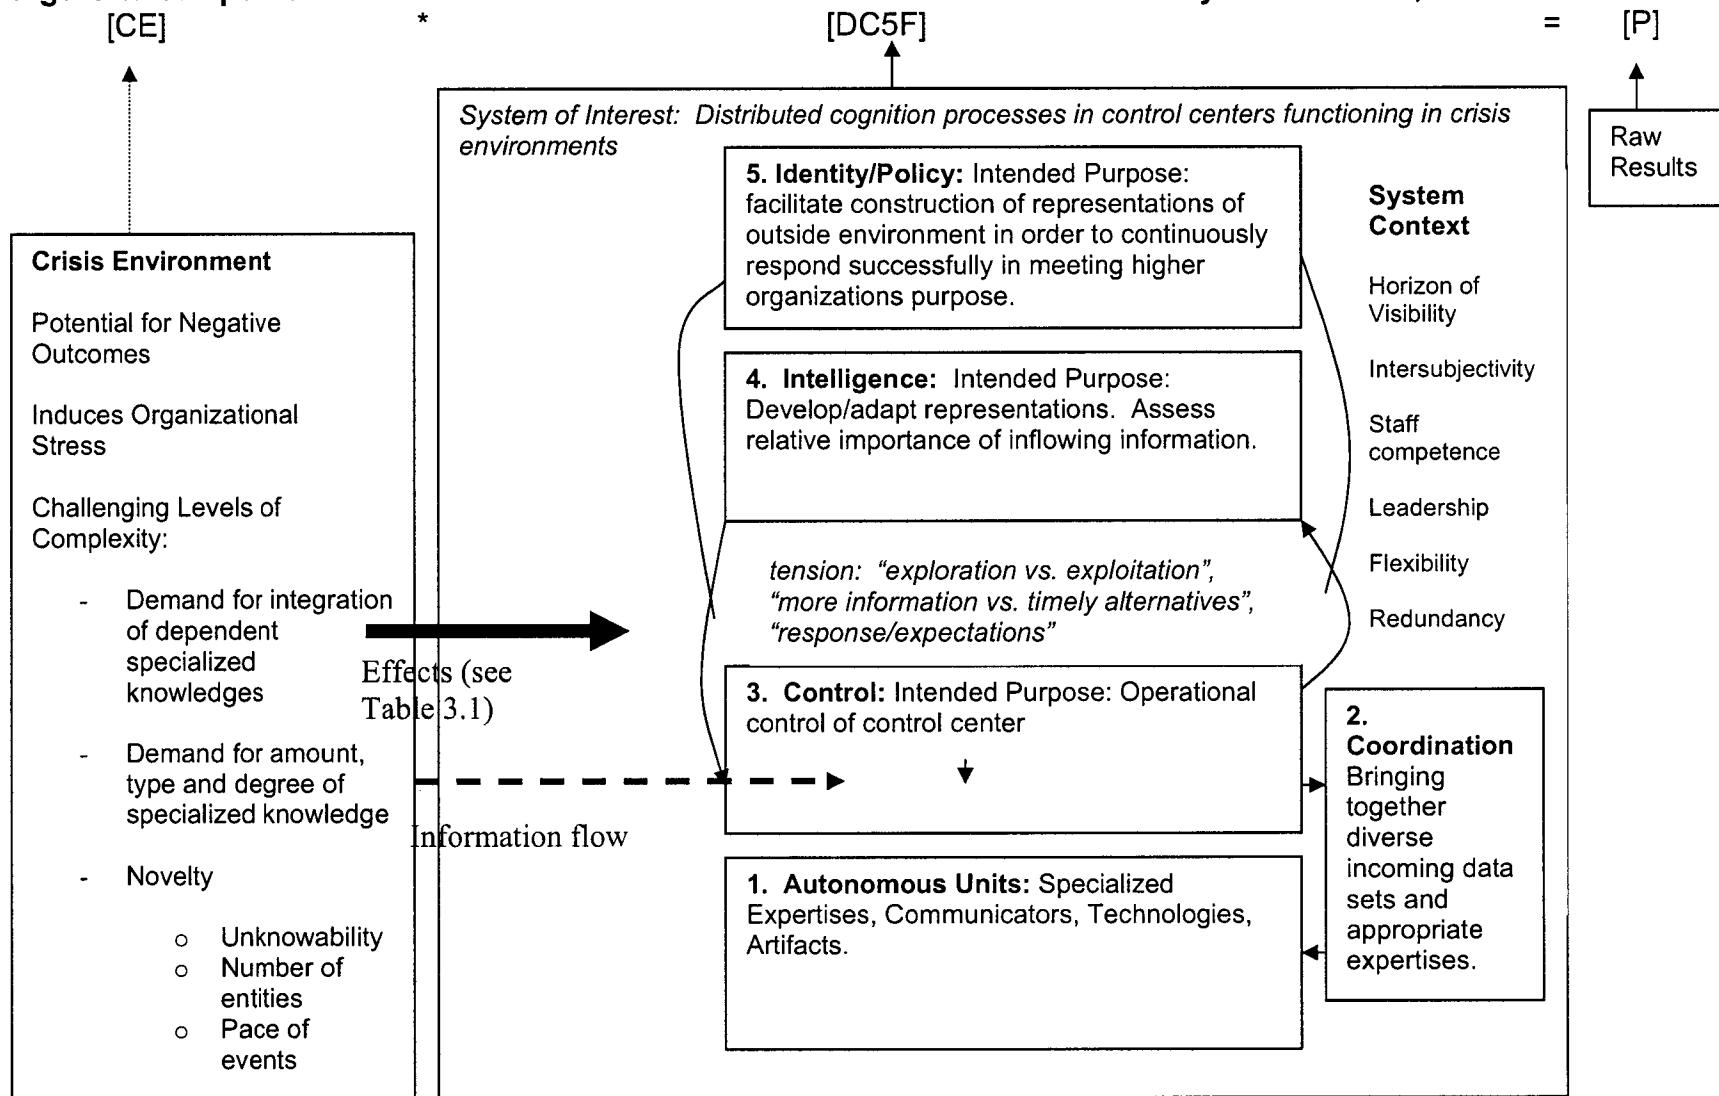 [CE] * [DC5F] = [P]
System of Interest: Distributed cognition processes in control centers functioning in crisis
environments
Raw
Results
Crisis Environment
Potential for Negative
Outcomes
Induces Organizational
Stress
Challenging Levels of
Complexity:
- Demand for integration
of dependent
specialized
knowledges
- Demand for amount,
type and degree of
specialized knowledge
- Novelty
o Unknowability
o Number of
entities
o Pace of
events
Effects (see
Table 3.1)
Information flow
5. Identity/Policy: Intended Purpose:
facilitate construction of representations of
outside environment in order to continuously
respond successfully in meeting higher
organizations purpose.
4. Intelligence: Intended Purpose:
Develop/adapt representations. Assess
relative importance of inflowing information.
tension: “exploration vs. exploitation”,
“more information vs. timely alternatives”,
“response/expectations”
3. Control: Intended Purpose: Operational
control of control center
1. Autonomous Units: Specialized
Expertises, Communicators, Technologies,
Artifacts.
System
Context
Horizon of
Visibility
Intersubjectivity
Staff
competence
Leadership
Flexibility
Redundancy
2.
Coordination
Bringing
together
diverse
incoming data
sets and
appropriate
expertises.